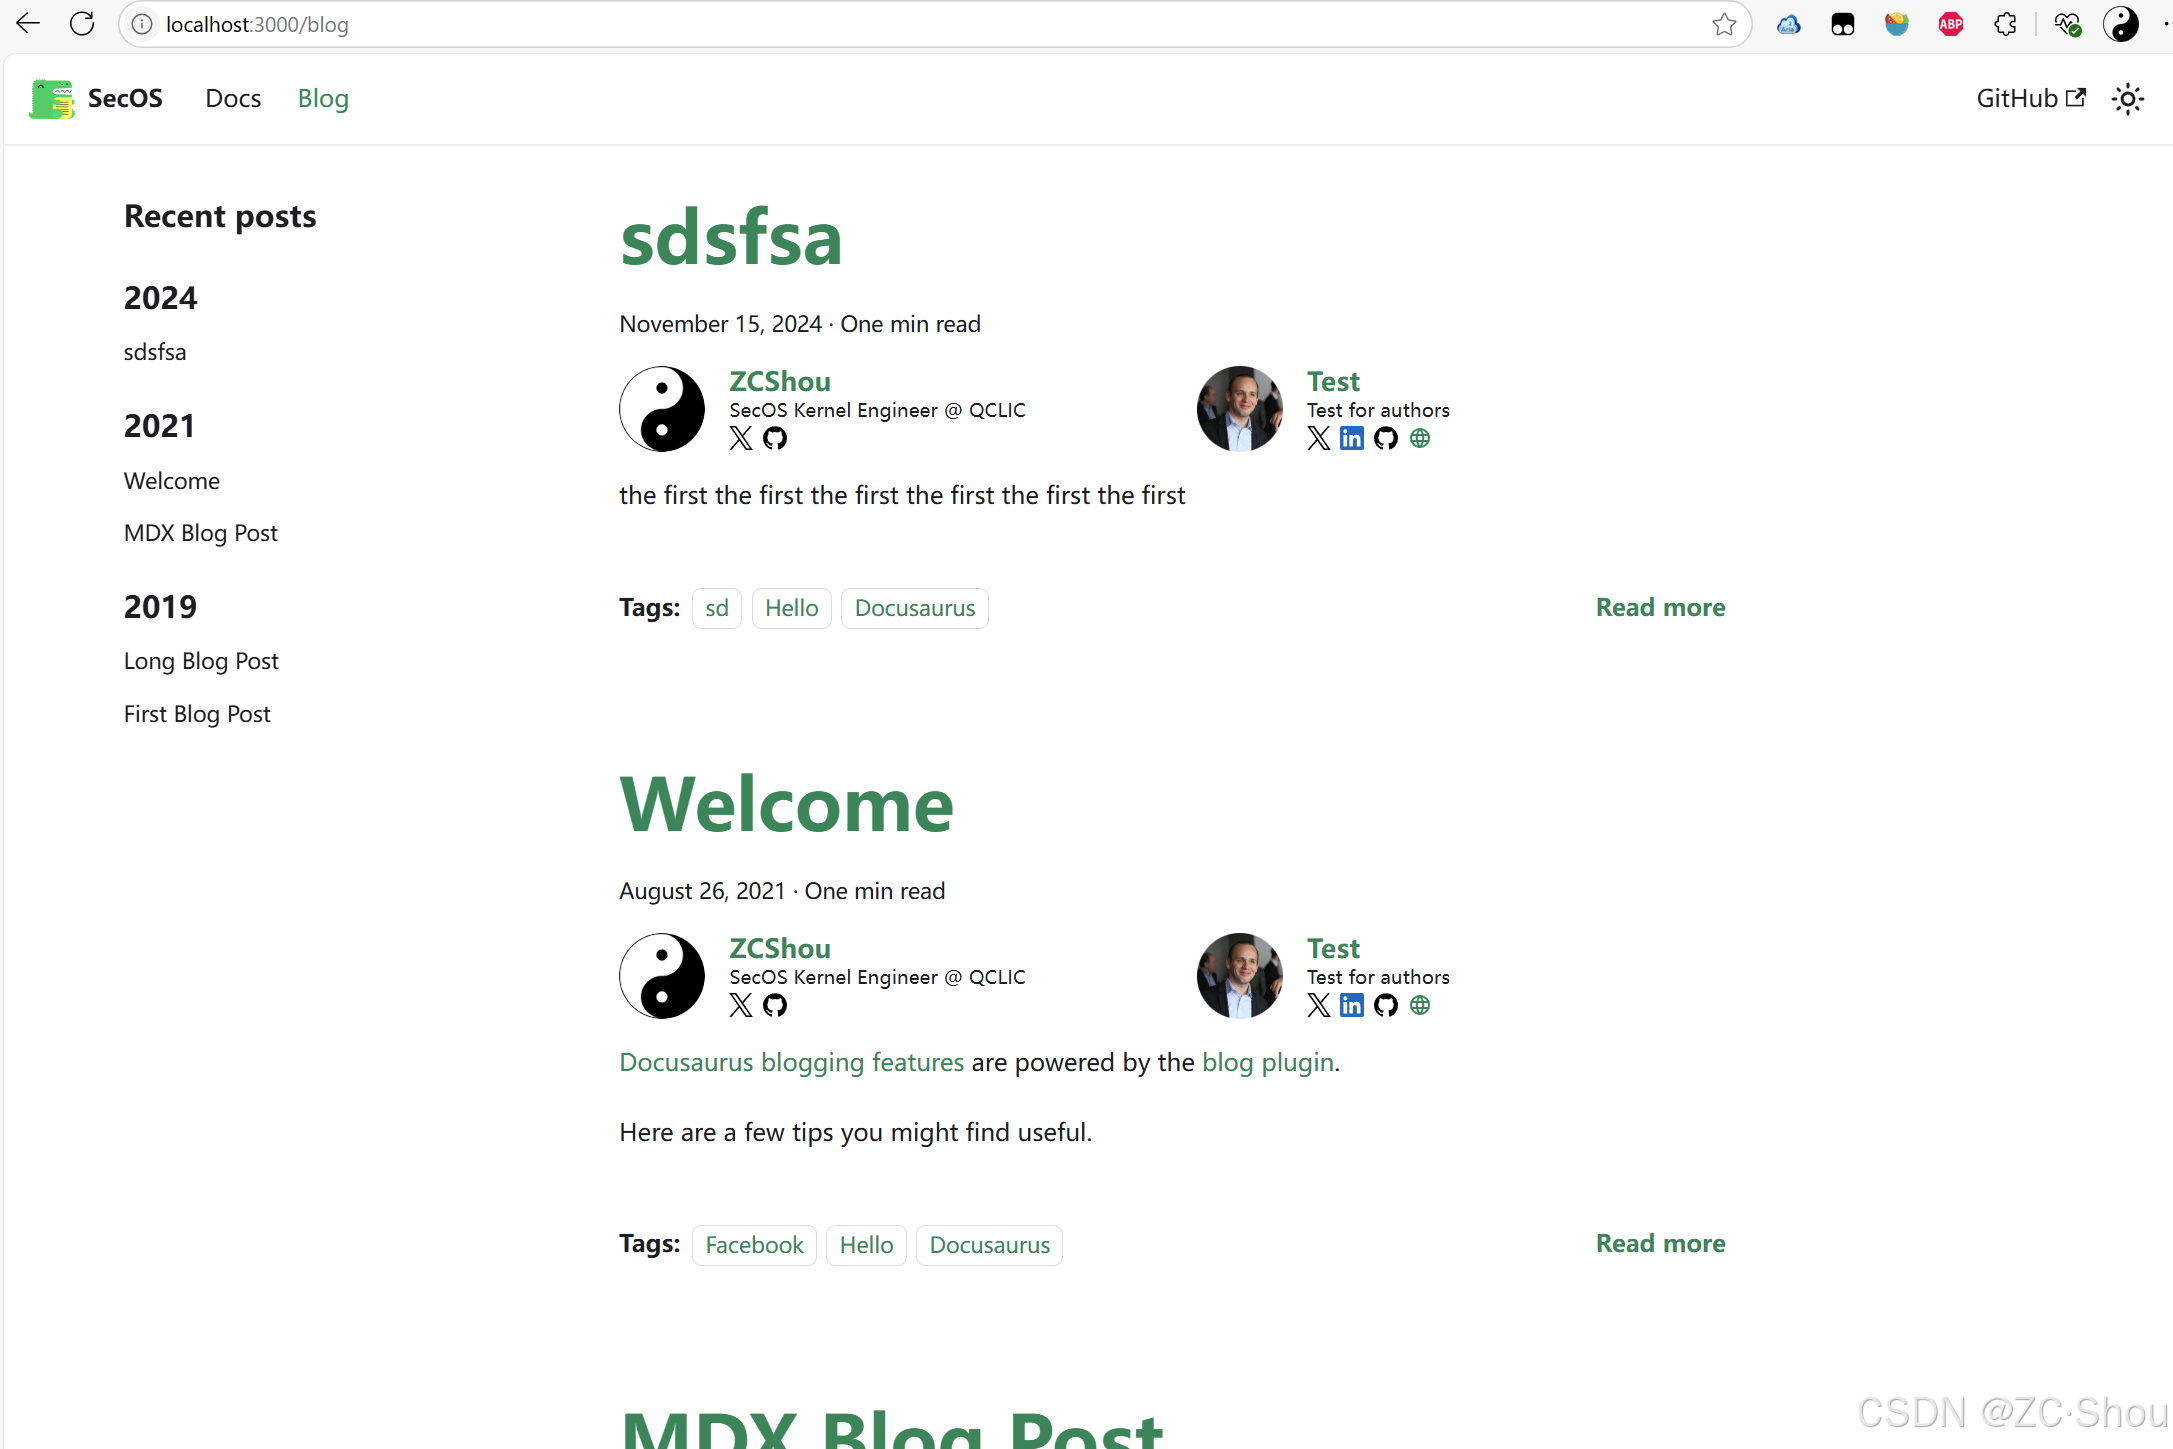 localhost:3000/blog
ABP
SecOS Docs Blog GitHub
Recent posts
2024
sdsfsa
2021
Welcome
MDX Blog Post
2019
Long Blog Post
First Blog Post
sdsfsa
November 15, 2024 · One min read
ZCShou
SecOS Kernel Engineer @ QCLIC
Test
Test for authors
in
the first the first the first the first the first the first
Tags: sd Hello Docusaurus Read more
Welcome
August 26, 2021 · One min read
ZCShou
SecOS Kernel Engineer @ QCLIC
Test
Test for authors
in
Docusaurus blogging features are powered by the blog plugin.
Here are a few tips you might find useful.
Tags: Facebook Hello Docusaurus Read more
MDX Blog Post
CSDN @ZC·Shou